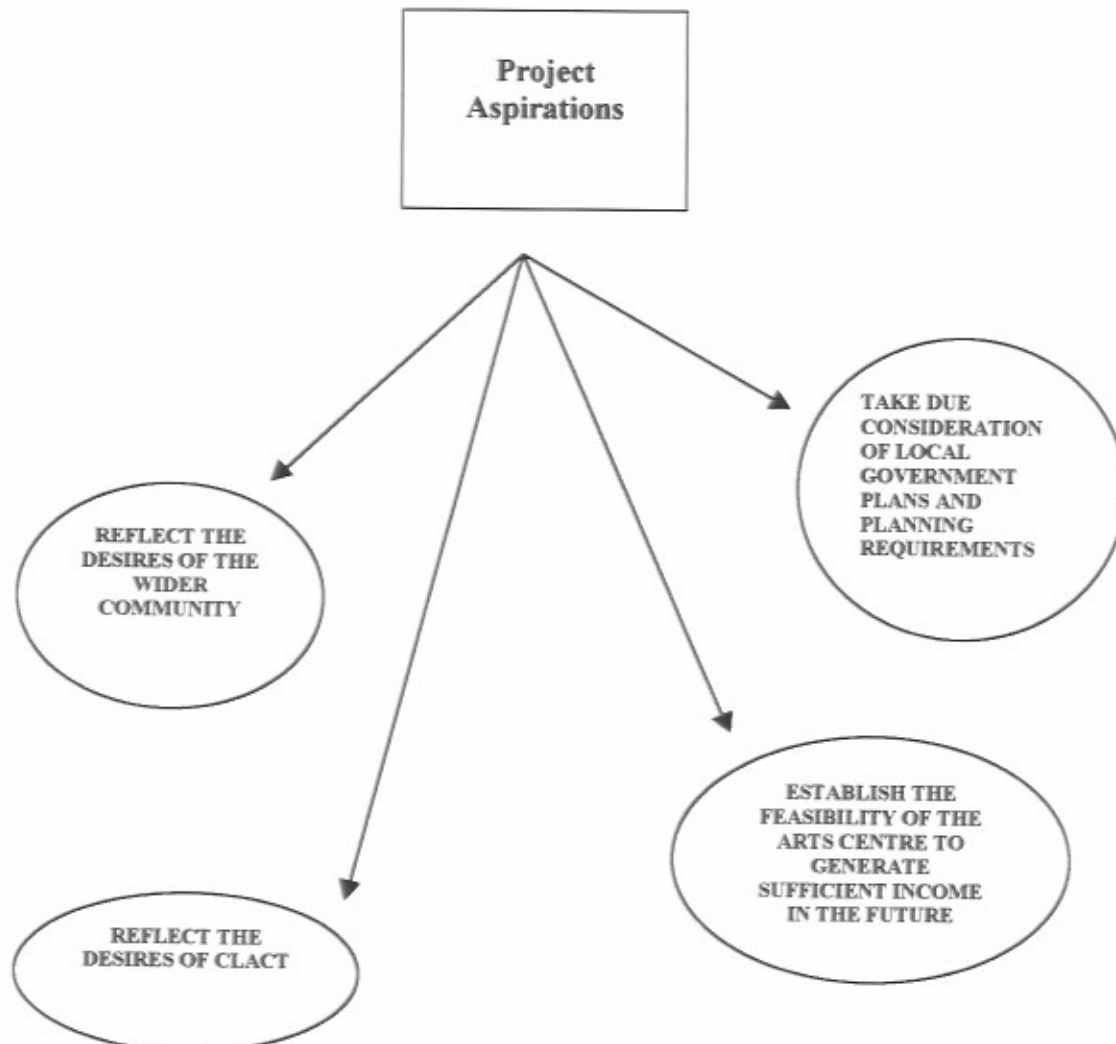 Project
Aspirations
TAKE DUE
CONSIDERATION
OF LOCAL
GOVERNMENT
PLANS AND
PLANNING
REQUIREMENTS
REFLECT THE
DESIRES OF THE
WIDER
COMMUNITY
ESTABLISH THE
FEASIBILITY OF THE
ARTS CENTRE TO
GENERATE
SUFFICIENT INCOME
IN THE FUTURE
REFLECT THE
DESIRES OF CLACT